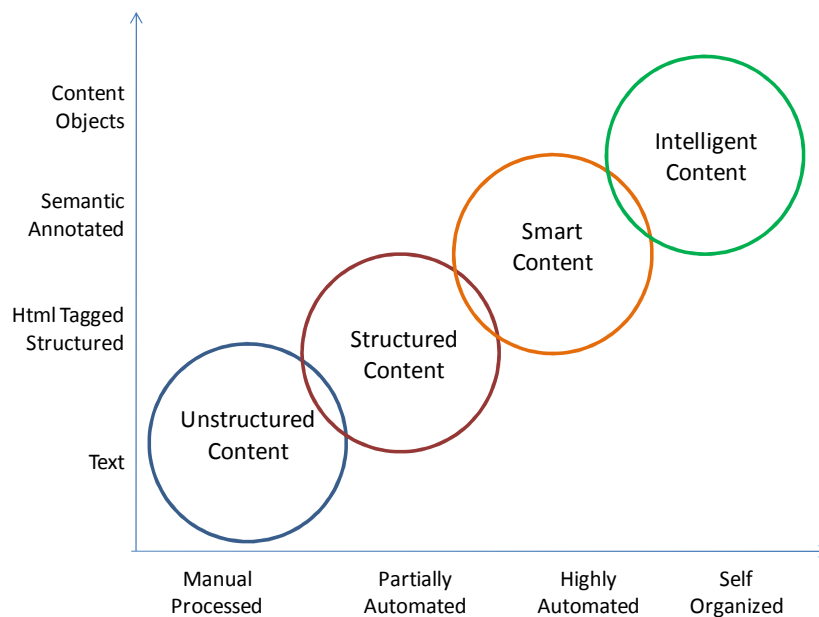 Content
Objects
Intelligent
Content
Semantic
Annotated
Smart
Content
Html Tagged
Structured
Structured
Content
Unstructured
Content
Text
Manual
Processed
Partially
Automated
Highly
Automated
Self
Organized